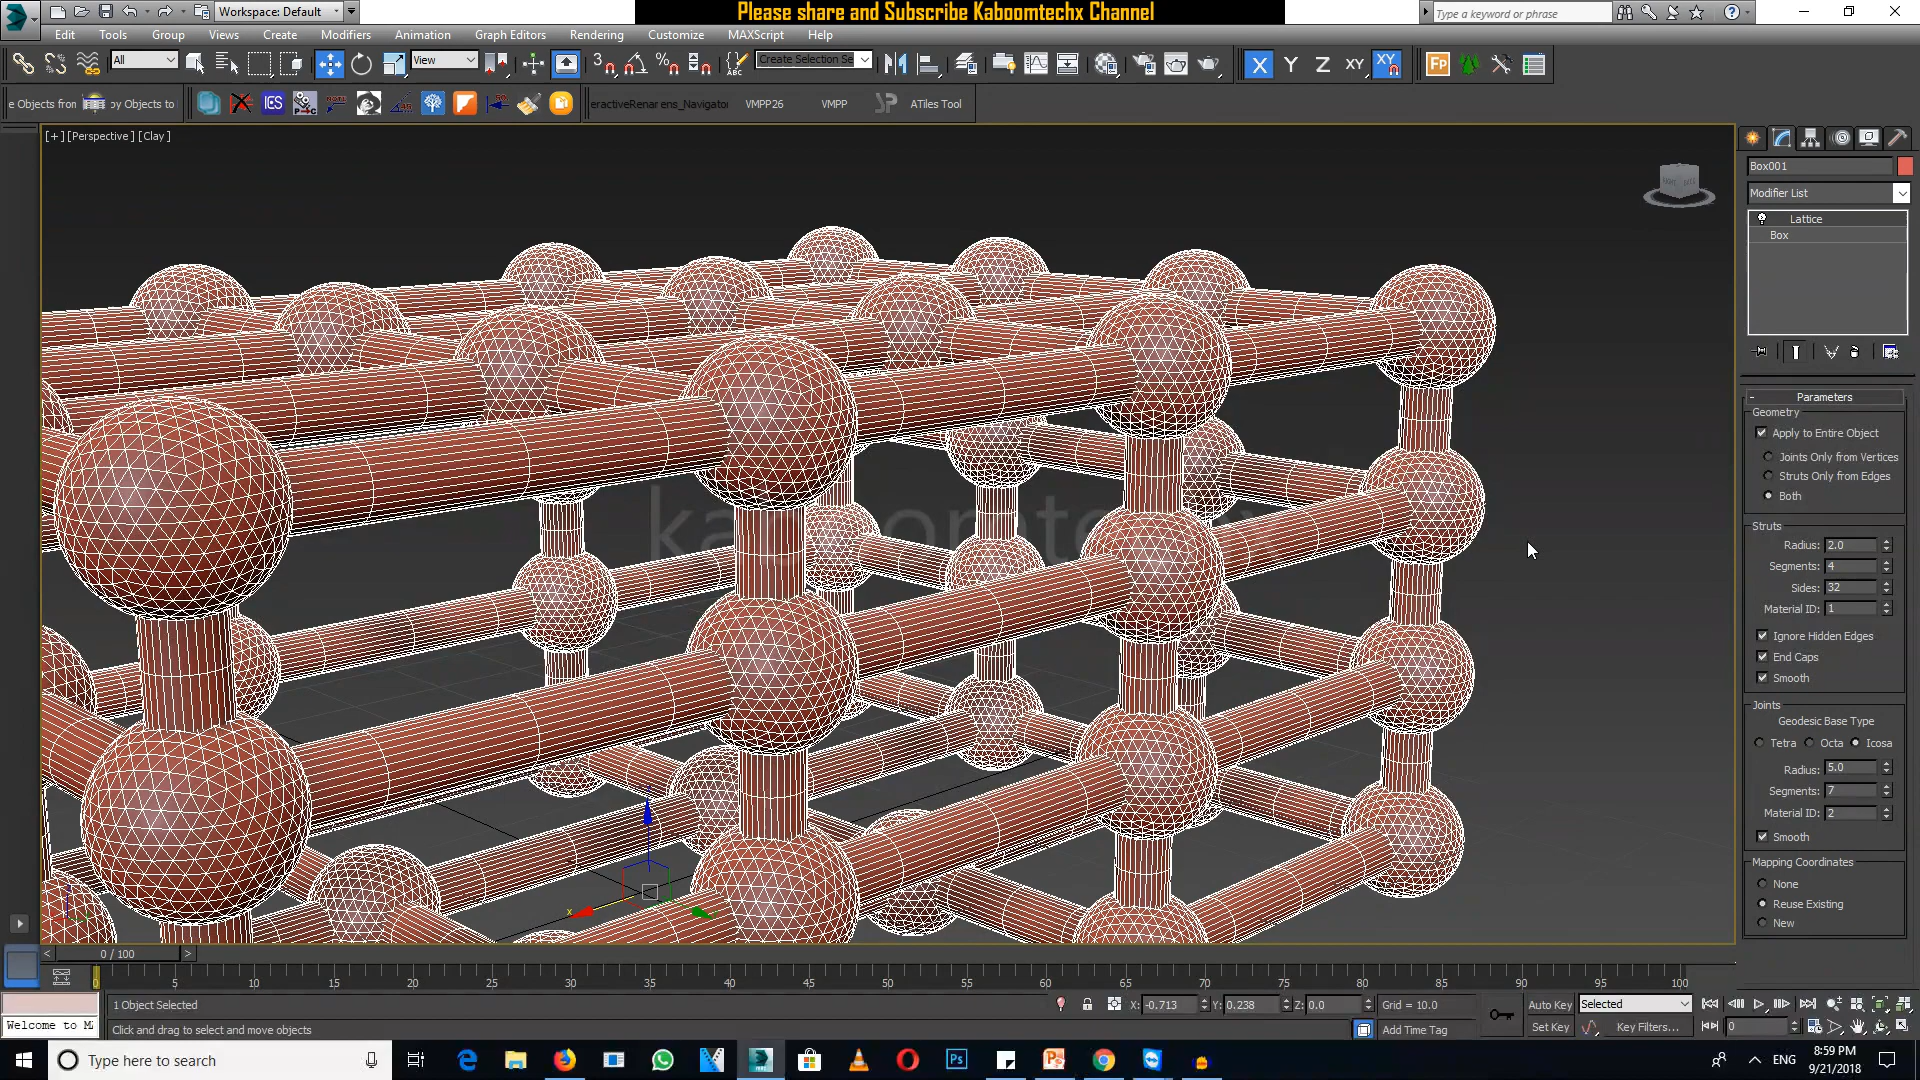 Workspace: Default
Please share and Subscribe Kaboomtechx Channel
Type a keyword or phrase
Edit Tools Group Views Create Modifiers Animation Graph Editors Rendering Customize MAXScript Help
All View Create Selection Se X Y Z XY XY
e Objects from by Objects to IES eractiveRenar ens_Navigator VMPP26 VMPP ATiles Tool
[+] [Perspective ] [Clay ]
Box001
Modifier List
Lattice
Box
Parameters
Geometry
Apply to Entire Object
Joints Only from Vertices
Struts Only from Edges
Both
Struts
Radius: 2.0
Segments: 4
Sides: 32
Material ID: 1
Ignore Hidden Edges
End Caps
Smooth
Joints
Geodesic Base Type
Tetra Octa Icosa
Radius: 5.0
Segments: 7
Material ID: 2
Smooth
Mapping Coordinates
None
Reuse Existing
New
x
0 / 100
0 5 10 15 20 25 30 35 40 45 50 55 60 65 70 75 80 85 90 95 100
1 Object Selected X: -0.713 Y: 0.238 Z: 0.0 Grid = 10.0 Auto Key Selected
Welcome to MA Click and drag to select and move objects Add Time Tag Set Key Key Filters... 0
Type here to search
ENG
8:59 PM
9/21/2018